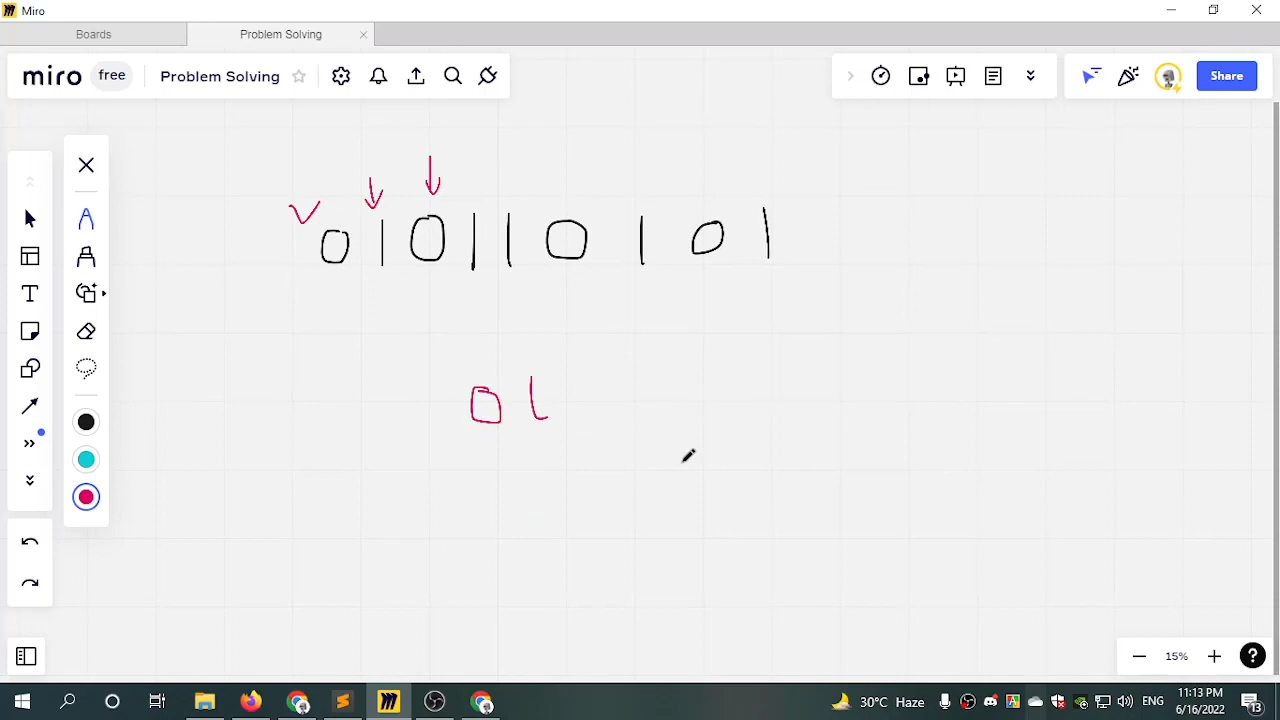 Miro
Boards
Problem Solving
miro free Problem Solving Share
0 1 0 1 1 0 1 0 1
0 1
15%
30°C Haze
ENG
11:13 PM
6/16/2022
13